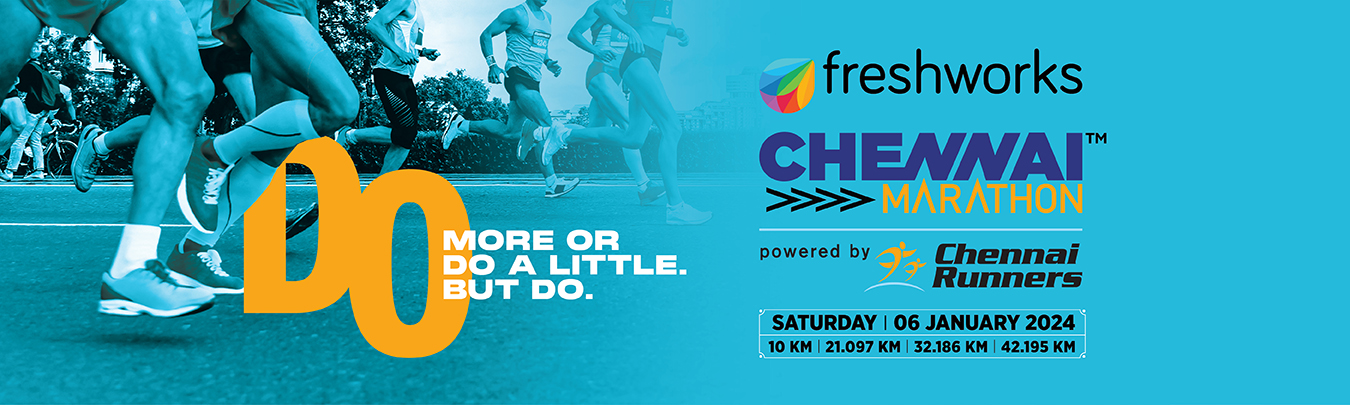 DO
MORE OR
DO A LITTLE.
BUT DO.
freshworks
CHENNAI™
>>>> MARATHON
powered by
Chennai
Runners
SATURDAY | 06 JANUARY 2024
10 KM | 21.097 KM | 32.186 KM | 42.195 KM